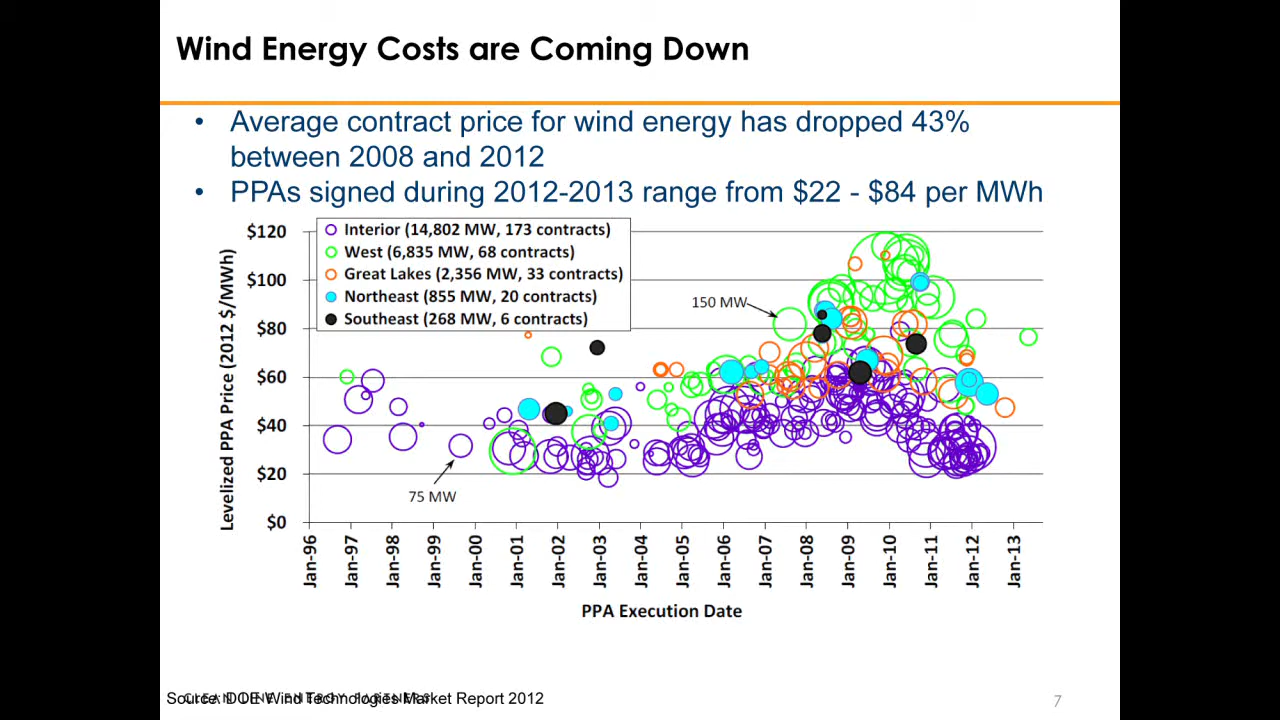 Wind Energy Costs are Coming Down
• Average contract price for wind energy has dropped 43%
between 2008 and 2012
• PPAs signed during 2012-2013 range from $22 - $84 per MWh
Levelized PPA Price (2012 $/MWh)
$120
$100
$80
$60
$40
$20
$0
Interior (14,802 MW, 173 contracts)
West (6,835 MW, 68 contracts)
Great Lakes (2,356 MW, 33 contracts)
Northeast (855 MW, 20 contracts)
Southeast (268 MW, 6 contracts)
150 MW
75 MW
Jan-96
Jan-97
Jan-98
Jan-99
Jan-00
Jan-01
Jan-02
Jan-03
Jan-04
Jan-05
Jan-06
Jan-07
Jan-08
Jan-09
Jan-10
Jan-11
Jan-12
Jan-13
PPA Execution Date
Source: DOE Wind Technologies Market Report 2012
CLEAN LINE ENERGY PARTNERS
7